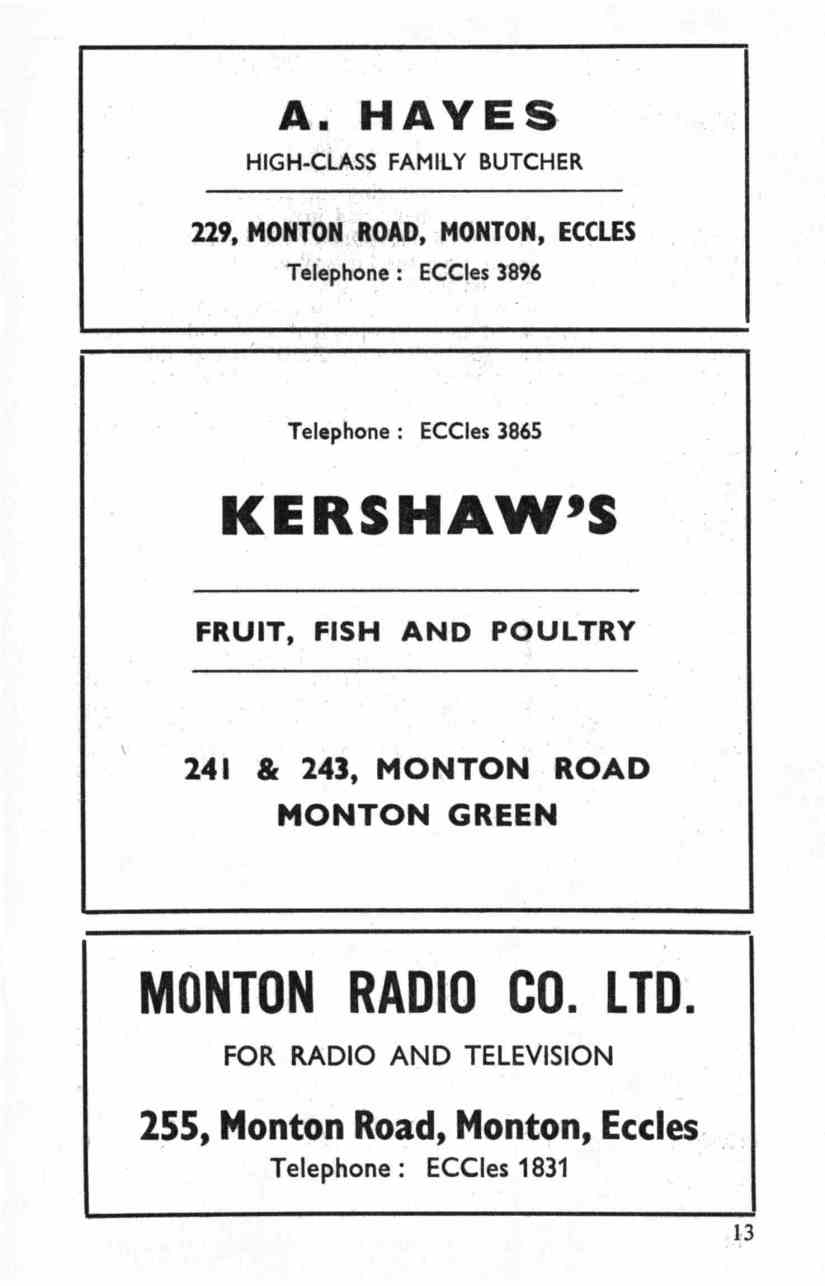 A. HAYES
HIGH-CLASS FAMILY BUTCHER
229, MONTON ROAD, MONTON, ECCLES
Telephone : ECCles 3896
Telephone : ECCles 3865
KERSHAW'S
FRUIT, FISH AND POULTRY
241 & 243, MONTON ROAD
MONTON GREEN
MONTON RADIO CO. LTD.
FOR RADIO AND TELEVISION
255, Monton Road, Monton, Eccles
Telephone : ECCles 1831
13